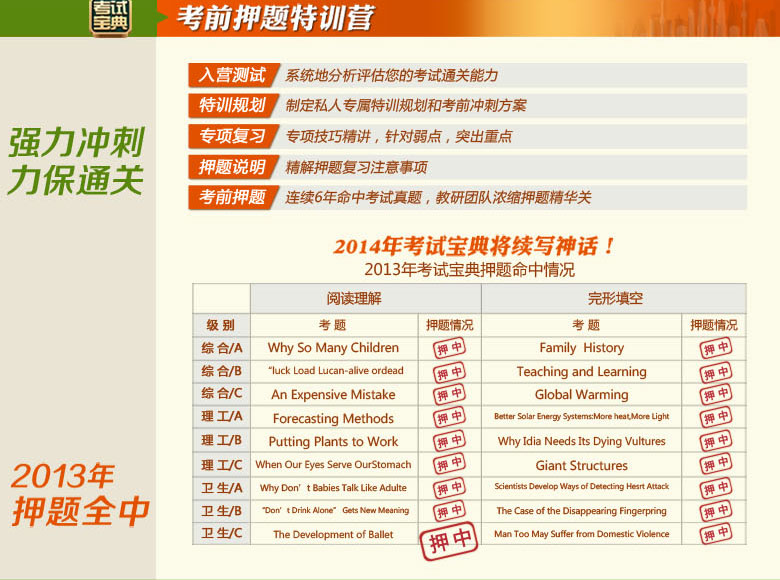 考试
宝典
考前押题特训营
强力冲刺
力保通关
入营测试 系统地分析评估您的考试通关能力
特训规划 制定私人专属特训规划和考前冲刺方案
专项复习 专项技巧精讲，针对弱点，突出重点
押题说明 精解押题复习注意事项
考前押题 连续6年命中考试真题，教研团队浓缩押题精华关
2014年考试宝典将续写神话！
2013年考试宝典押题命中情况
阅读理解 完形填空
级 别 考 题 押题情况 考 题 押题情况
综 合/A Why So Many Children 押中 Family History 押中
综 合/B “luck Load Lucan-alive ordead 押中 Teaching and Learning 押中
综 合/C An Expensive Mistake 押中 Global Warming 押中
理 工/A Forecasting Methods 押中 Better Solar Energy Systems:More heat,More Light 押中
理 工/B Putting Plants to Work 押中 Why Idia Needs Its Dying Vultures 押中
理 工/C When Our Eyes Serve OurStomach 押中 Giant Structures 押中
卫 生/A Why Don’t Babies Talk Like Adulte 押中 Scientists Develop Ways of Detecting Hesrt Attack 押中
卫 生/B “Don’t Drink Alone” Gets New Meaning 押中 The Case of the Disappearing Fingerpring 押中
卫 生/C The Development of Ballet 押中 Man Too May Suffer from Domestic Violence 押中
2013年
押题全中